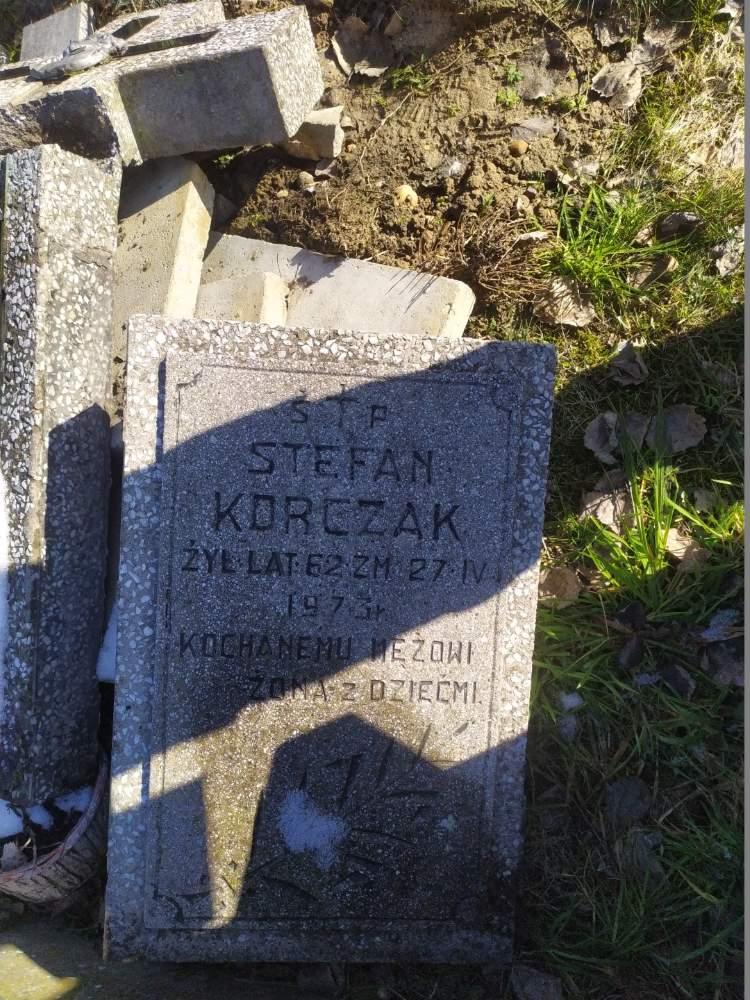 Ś T P
STEFAN
KORCZAK
ŻYŁ·LAT·62·ZM·27·IV
1973r
KOCHANEMU MĘŻOWI
ŻONA z DZIEĆMI.